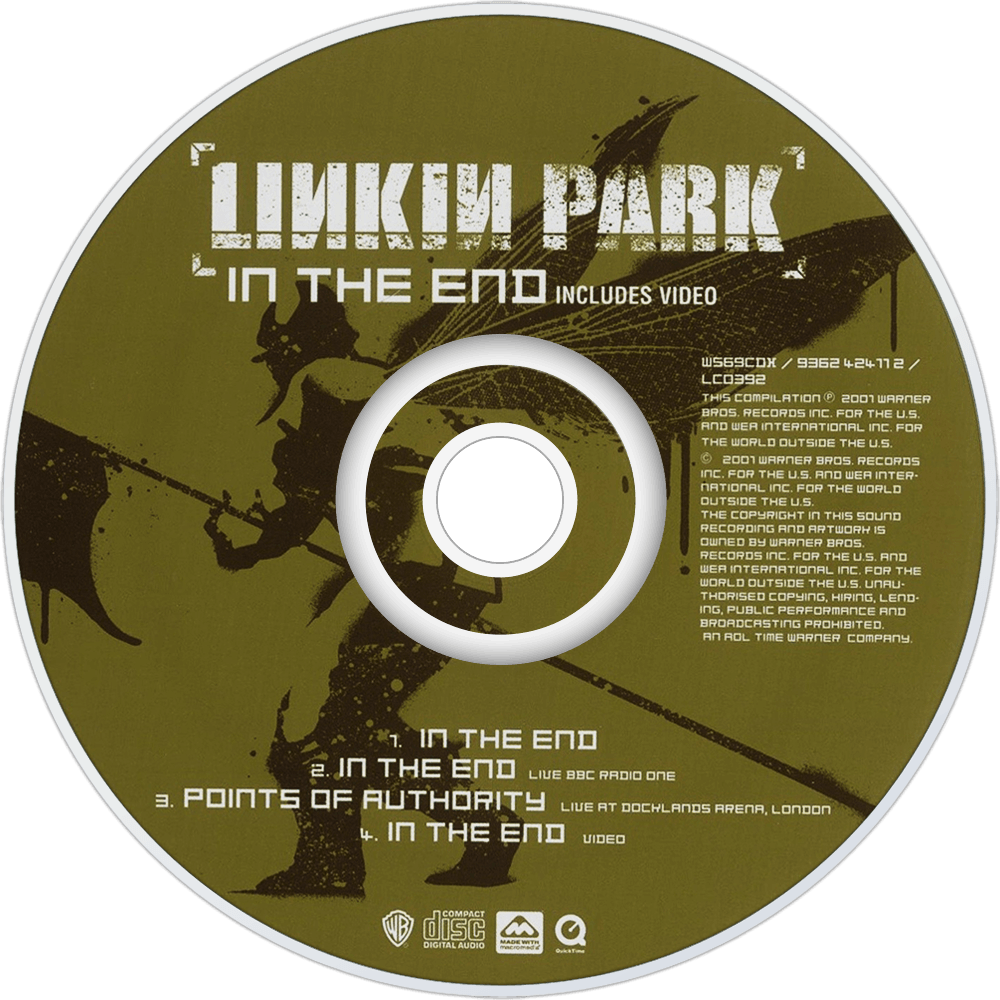 LINKIN PARK
IN THE END INCLUDES VIDEO
W569CDX / 9362 42411 2 /
LC0392
THIS COMPILATION ℗ 2001 WARNER
BROS. RECORDS INC. FOR THE U.S.
AND WEA INTERNATIONAL INC. FOR
THE WORLD OUTSIDE THE U.S.
© 2001 WARNER BROS. RECORDS
INC. FOR THE U.S. AND WEA INTER-
NATIONAL INC. FOR THE WORLD
OUTSIDE THE U.S.
THE COPYRIGHT IN THIS SOUND
RECORDING AND ARTWORK IS
OWNED BY WARNER BROS.
RECORDS INC. FOR THE U.S. AND
WEA INTERNATIONAL INC. FOR THE
WORLD OUTSIDE THE U.S. UNAU-
THORISED COPYING, HIRING, LEND-
ING, PUBLIC PERFORMANCE AND
BROADCASTING PROHIBITED.
AN AOL TIME WARNER COMPANY.
1. IN THE END
2. IN THE END LIVE BBC RADIO ONE
3. POINTS OF AUTHORITY LIVE AT DOCKLANDS ARENA, LONDON
4. IN THE END VIDEO
WB
COMPACT
disc
DIGITAL AUDIO
MADE WITH
macromedia
QuickTime